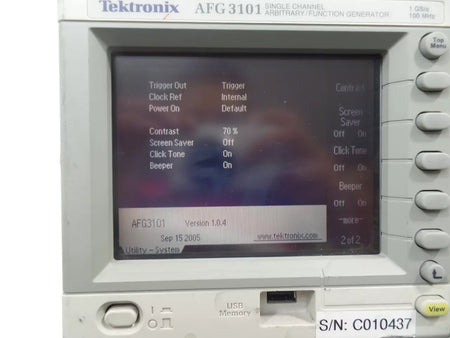 Tektronix AFG 3101 SINGLE CHANNEL ARBITRARY/FUNCTION GENERATOR 1 GS/s 100 MHz
Top Menu
Trigger Out Trigger
Clock Ref Internal
Power On Default
Contrast 70 %
Screen Saver Off
Click Tone On
Beeper On
Contrast
Screen Saver
Off On
Click Tone
Off On
Beeper
Off On
-more-
2 of 2
AFG3101 Version 1.0.4
Sep 15 2005 www.tektronix.com
Utility - System
USB Memory
View
S/N: C010437